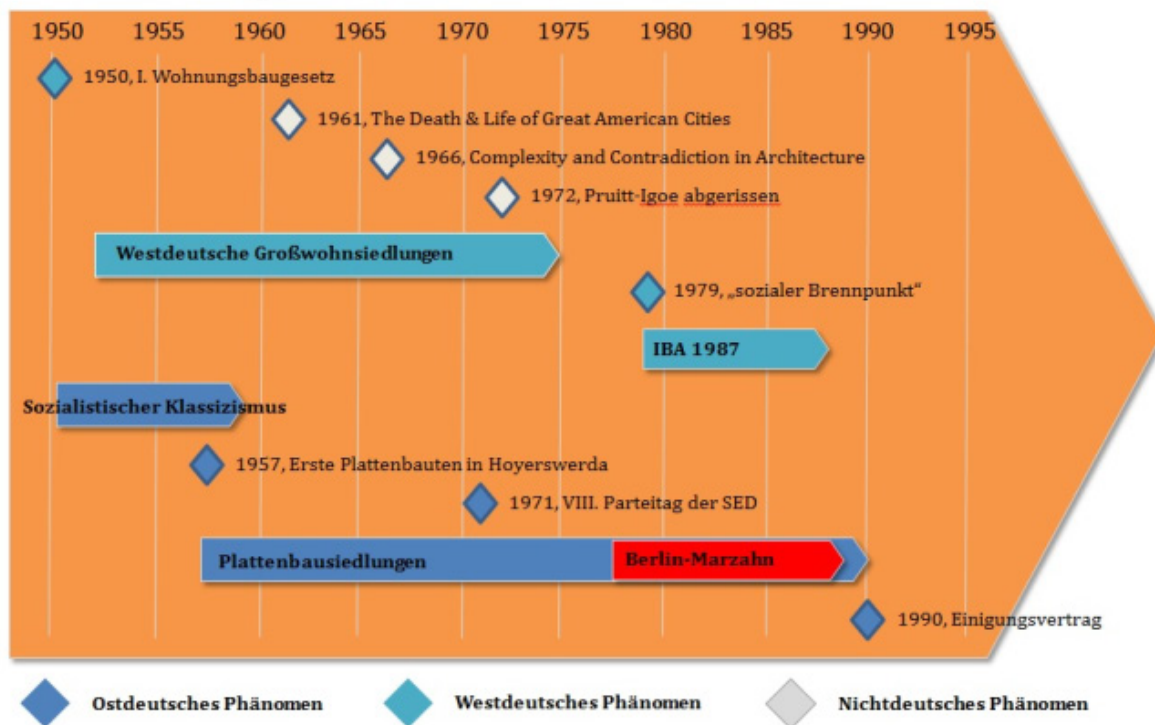 1950 1955 1960 1965 1970 1975 1980 1985 1990 1995
1950, I. Wohnungsbaugesetz
1961, The Death & Life of Great American Cities
1966, Complexity and Contradiction in Architecture
1972, Pruitt-Igoe abgerissen
Westdeutsche Großwohnsiedlungen
1979, „sozialer Brennpunkt“
IBA 1987
Sozialistischer Klassizismus
1957, Erste Plattenbauten in Hoyerswerda
1971, VIII. Parteitag der SED
Plattenbausiedlungen Berlin-Marzahn
1990, Einigungsvertrag
Ostdeutsches Phänomen Westdeutsches Phänomen Nichtdeutsches Phänomen